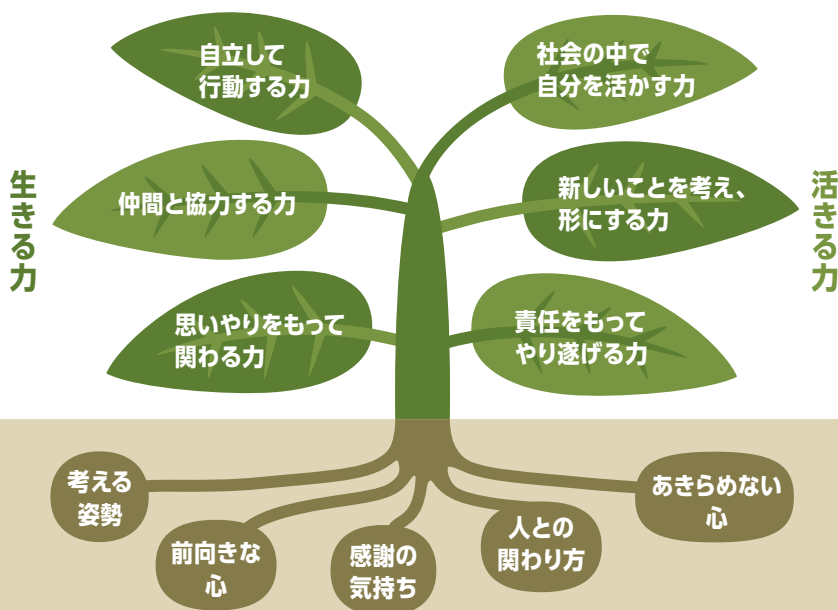 生きる力
自立して
行動する力
仲間と協力する力
思いやりをもって
関わる力
社会の中で
自分を活かす力
新しいことを考え、
形にする力
責任をもって
やり遂げる力
活きる力
考える
姿勢
前向きな
心
感謝の
気持ち
人との
関わり方
あきらめない
心